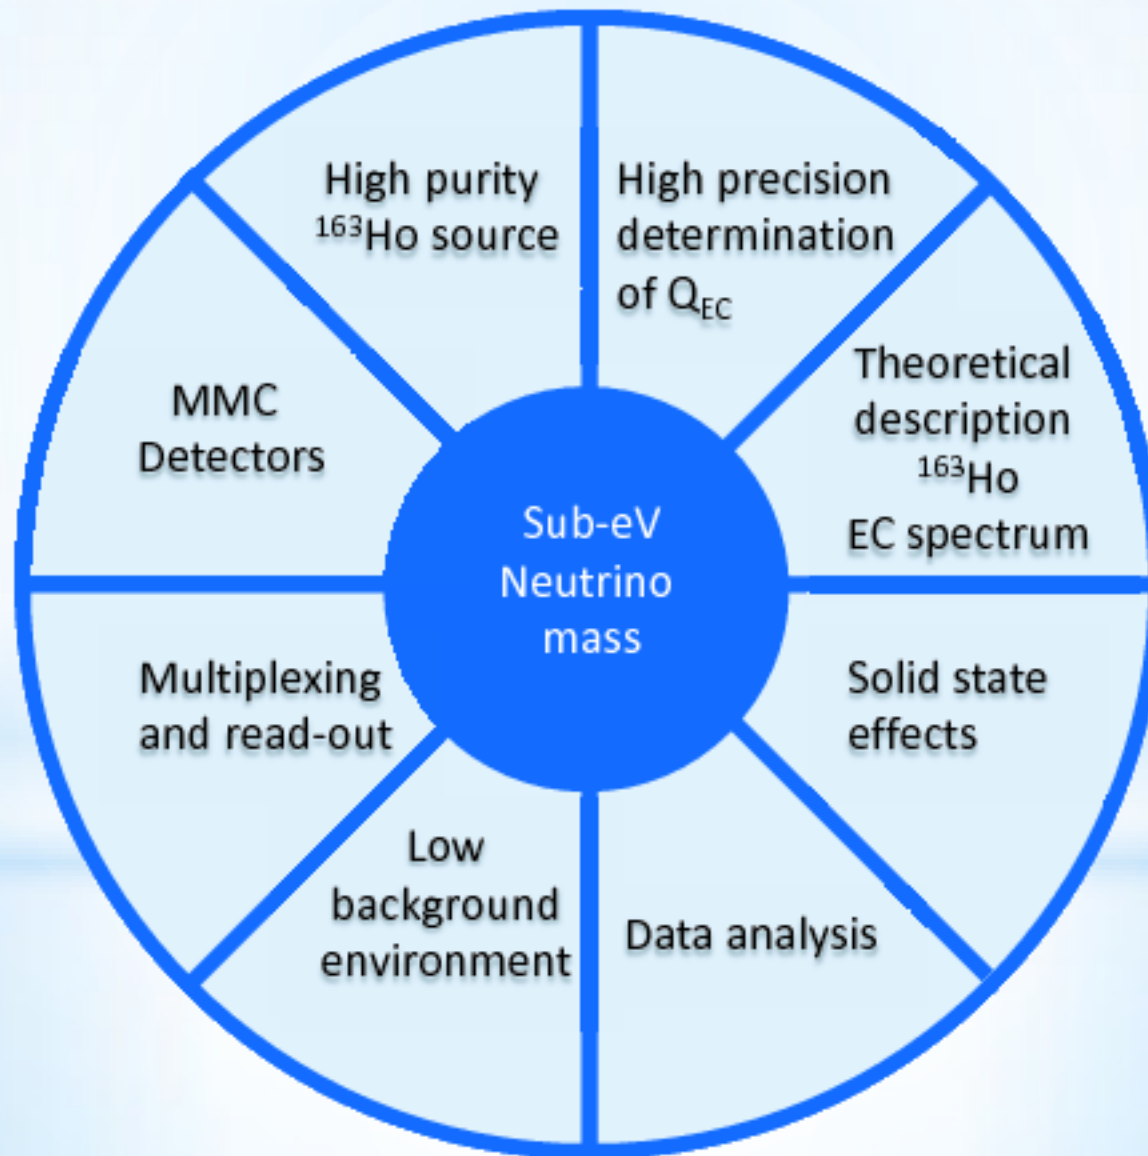 High purity
¹⁶³Ho source
High precision
determination
of Q_EC
Theoretical
description
¹⁶³Ho
EC spectrum
Solid state
effects
Data analysis
Low
background
environment
Multiplexing
and read-out
MMC
Detectors
Sub-eV
Neutrino
mass